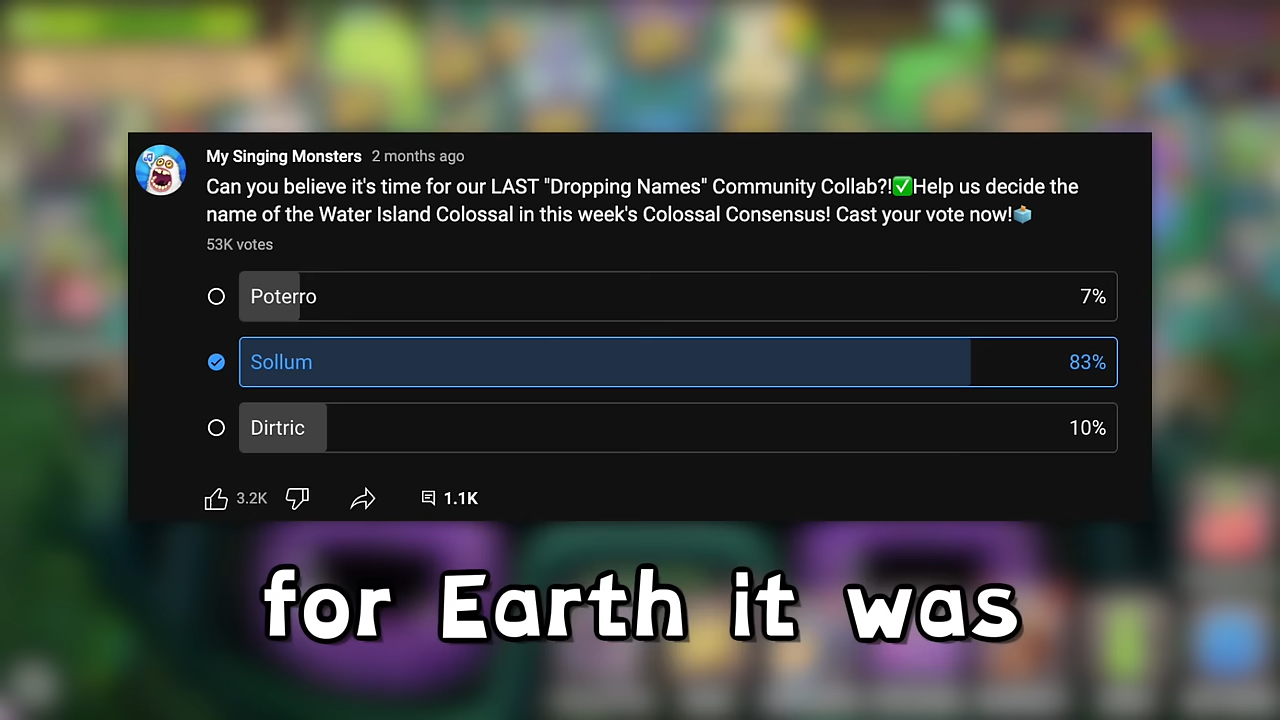 My Singing Monsters 2 months ago
Can you believe it's time for our LAST "Dropping Names" Community Collab?!✅Help us decide the
name of the Water Island Colossal in this week's Colossal Consensus! Cast your vote now!🗳️
53K votes
Poterro 7%
Sollum 83%
Dirtric 10%
3.2K 1.1K
for Earth it was